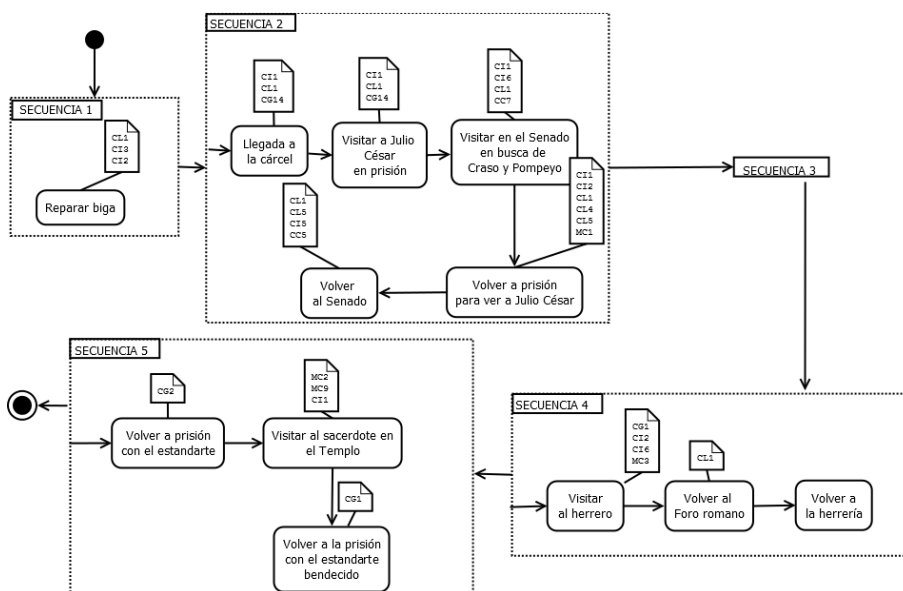 SECUENCIA 1
CL1
CI3
CI2
Reparar biga
SECUENCIA 2
CI1
CL1
CG14
Llegada a
la cárcel
CI1
CL1
CG14
Visitar a Julio
César
en prisión
CI1
CI6
CL1
CC7
Visitar en el Senado
en busca de
Craso y Pompeyo
CI1
CI2
CL1
CL4
CL5
MC1
Volver a prisión
para ver a Julio César
CL1
CL5
CI5
CC5
Volver
al Senado
SECUENCIA 3
SECUENCIA 4
CG1
CI2
CI6
MC3
Visitar
al herrero
CL1
Volver al
Foro romano
Volver a
la herrería
SECUENCIA 5
CG2
Volver a prisión
con el estandarte
MC2
MC9
CI1
Visitar al sacerdote en
el Templo
CG1
Volver a la prisión
con el estandarte
bendecido